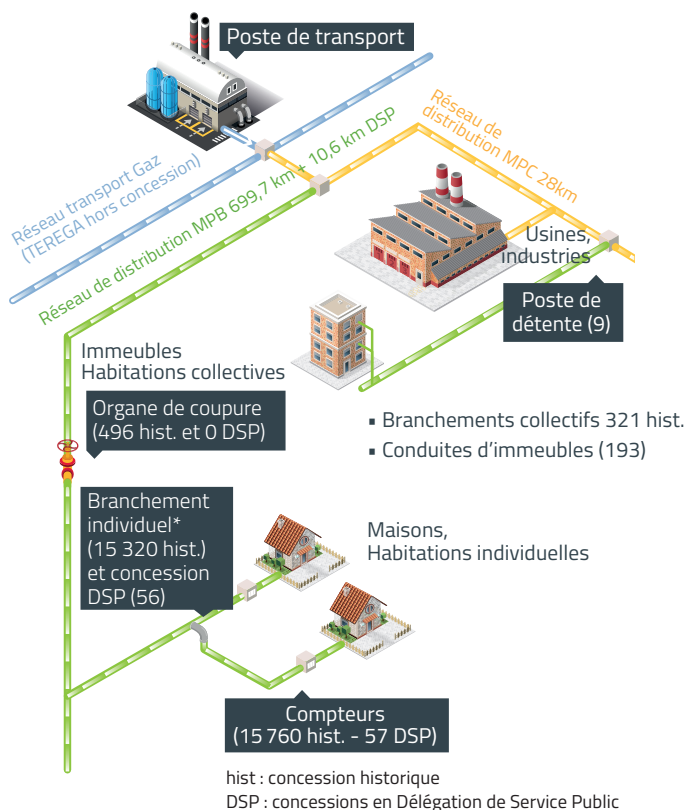 Poste de transport
Réseau transport Gaz
(TEREGA hors concession)
Réseau de distribution MPB 699,7 km + 10,6 km DSP
Réseau de
distribution MPC 28km
Usines,
industries
Poste de
détente (9)
Immeubles
Habitations collectives
Organe de coupure
(496 hist. et 0 DSP)
▪ Branchements collectifs 321 hist.
▪ Conduites d’immeubles (193)
Branchement
individuel*
(15 320 hist.)
et concession
DSP (56)
Maisons,
Habitations individuelles
Compteurs
(15 760 hist. - 57 DSP)
hist : concession historique
DSP : concessions en Délégation de Service Public